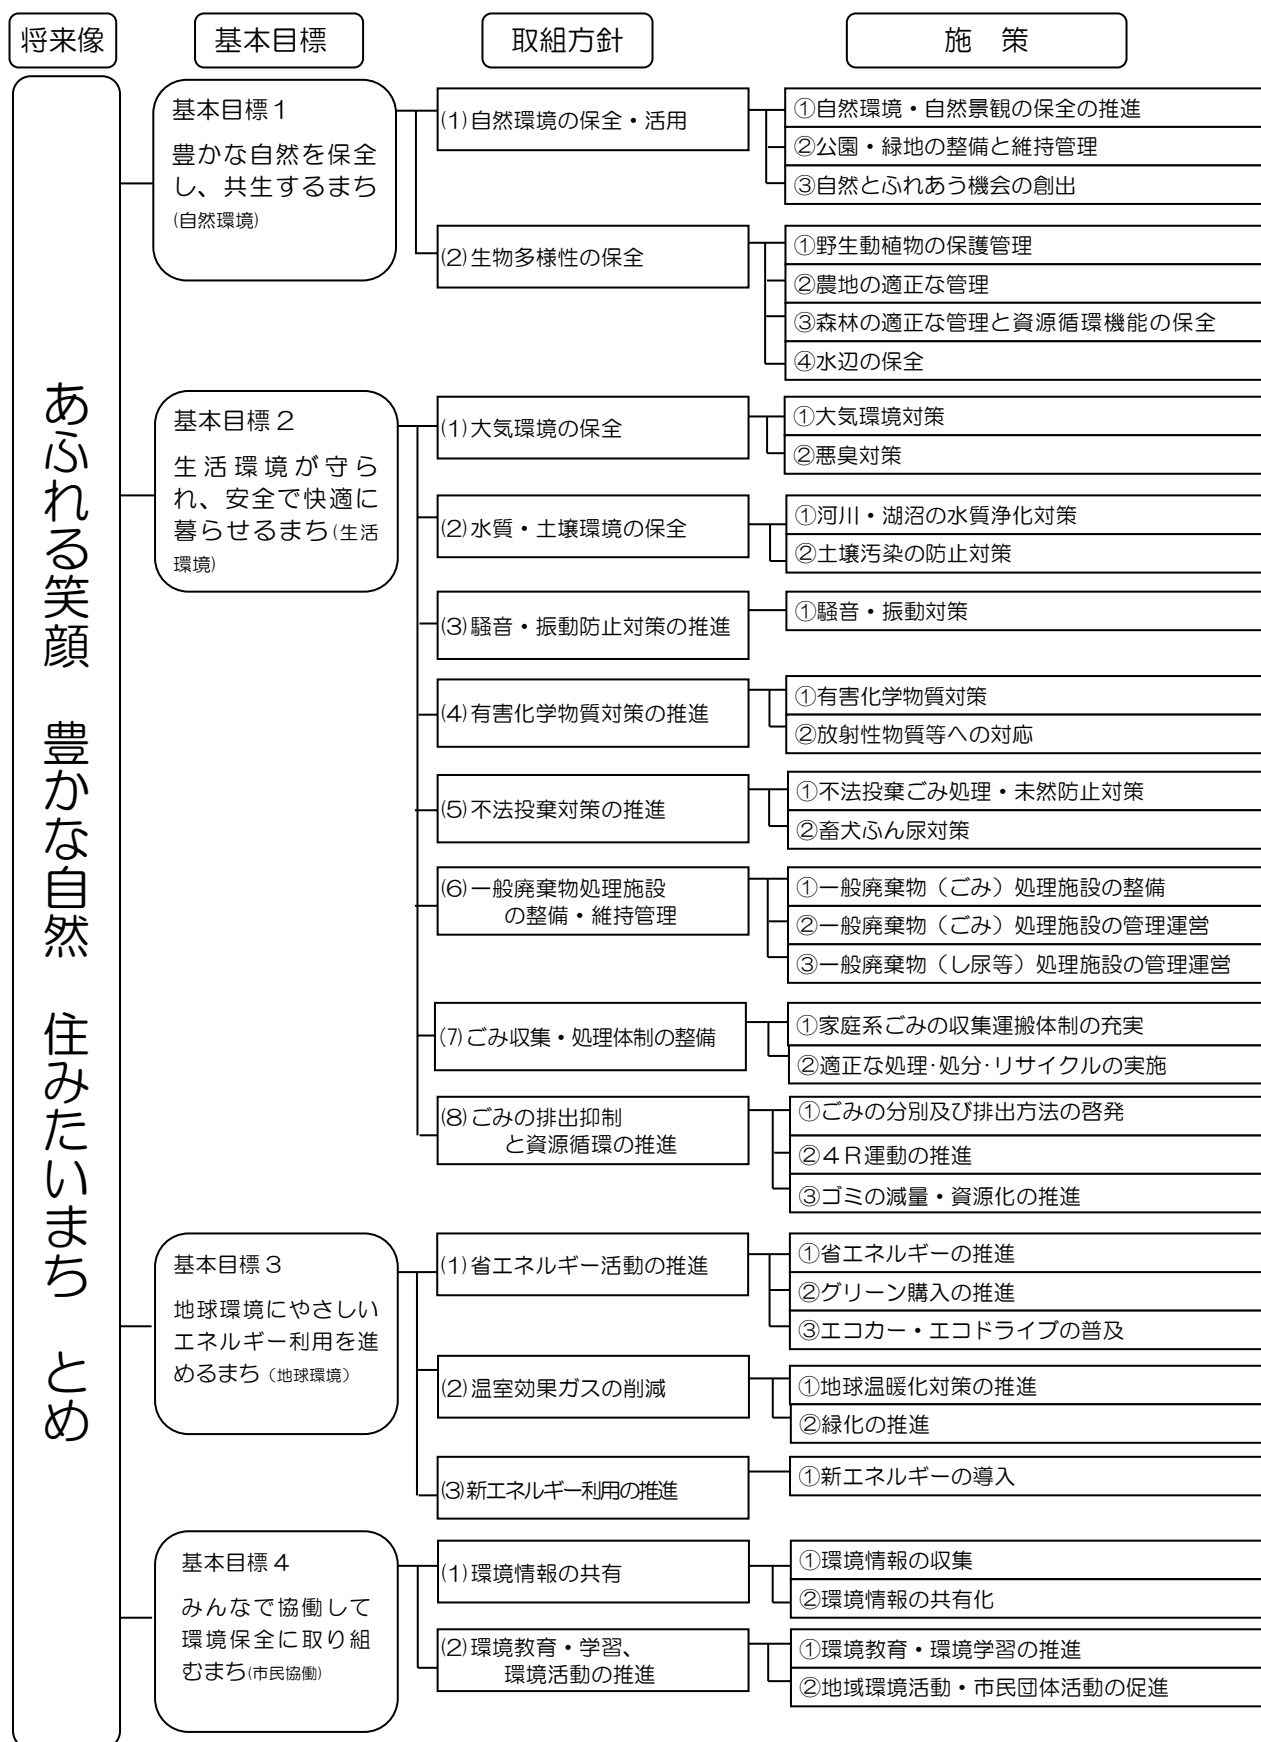 将来像
基本目標
取組方針
施　策
あふれる笑顔　豊かな自然　住みたいまち　とめ
基本目標１
豊かな自然を保全
し、共生するまち
(自然環境)
(1)自然環境の保全・活用
①自然環境・自然景観の保全の推進
②公園・緑地の整備と維持管理
③自然とふれあう機会の創出
(2)生物多様性の保全
①野生動植物の保護管理
②農地の適正な管理
③森林の適正な管理と資源循環機能の保全
④水辺の保全
基本目標２
生活環境が守ら
れ、安全で快適に
暮らせるまち(生活
環境)
(1)大気環境の保全
①大気環境対策
②悪臭対策
(2)水質・土壌環境の保全
①河川・湖沼の水質浄化対策
②土壌汚染の防止対策
(3)騒音・振動防止対策の推進
①騒音・振動対策
(4)有害化学物質対策の推進
①有害化学物質対策
②放射性物質等への対応
(5)不法投棄対策の推進
①不法投棄ごみ処理・未然防止対策
②畜犬ふん尿対策
(6)一般廃棄物処理施設
の整備・維持管理
①一般廃棄物（ごみ）処理施設の整備
②一般廃棄物（ごみ）処理施設の管理運営
③一般廃棄物（し尿等）処理施設の管理運営
(7)ごみ収集・処理体制の整備
①家庭系ごみの収集運搬体制の充実
②適正な処理･処分･リサイクルの実施
(8)ごみの排出抑制
と資源循環の推進
①ごみの分別及び排出方法の啓発
②４Ｒ運動の推進
③ゴミの減量・資源化の推進
基本目標３
地球環境にやさしい
エネルギー利用を進
めるまち（地球環境）
(1)省エネルギー活動の推進
①省エネルギーの推進
②グリーン購入の推進
③エコカー・エコドライブの普及
(2)温室効果ガスの削減
①地球温暖化対策の推進
②緑化の推進
(3)新エネルギー利用の推進
①新エネルギーの導入
基本目標４
みんなで協働して
環境保全に取り組
むまち(市民協働)
(1)環境情報の共有
①環境情報の収集
②環境情報の共有化
(2)環境教育・学習、
環境活動の推進
①環境教育・環境学習の推進
②地域環境活動・市民団体活動の促進